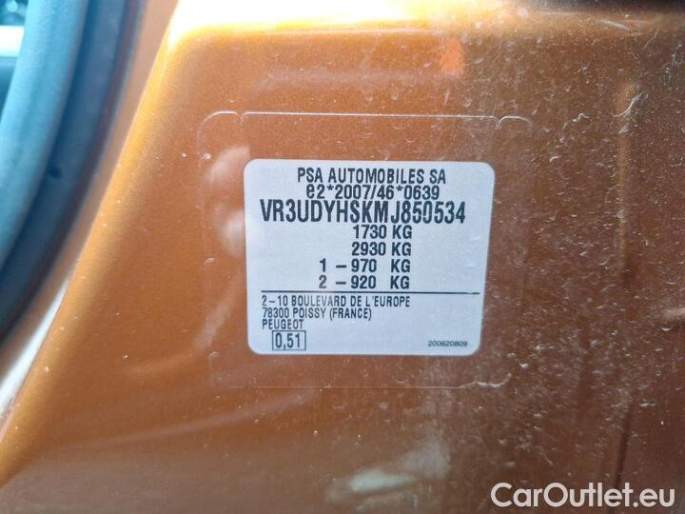 PSA AUTOMOBILES SA
e2*2007/46*0639
VR3UDYHSKMJ850534
1730 KG
2930 KG
1 – 970 KG
2 – 920 KG
2 – 10 BOULEVARD DE L'EUROPE
78300 POISSY (FRANCE)
PEUGEOT
0,51
200620809
CarOutlet.eu